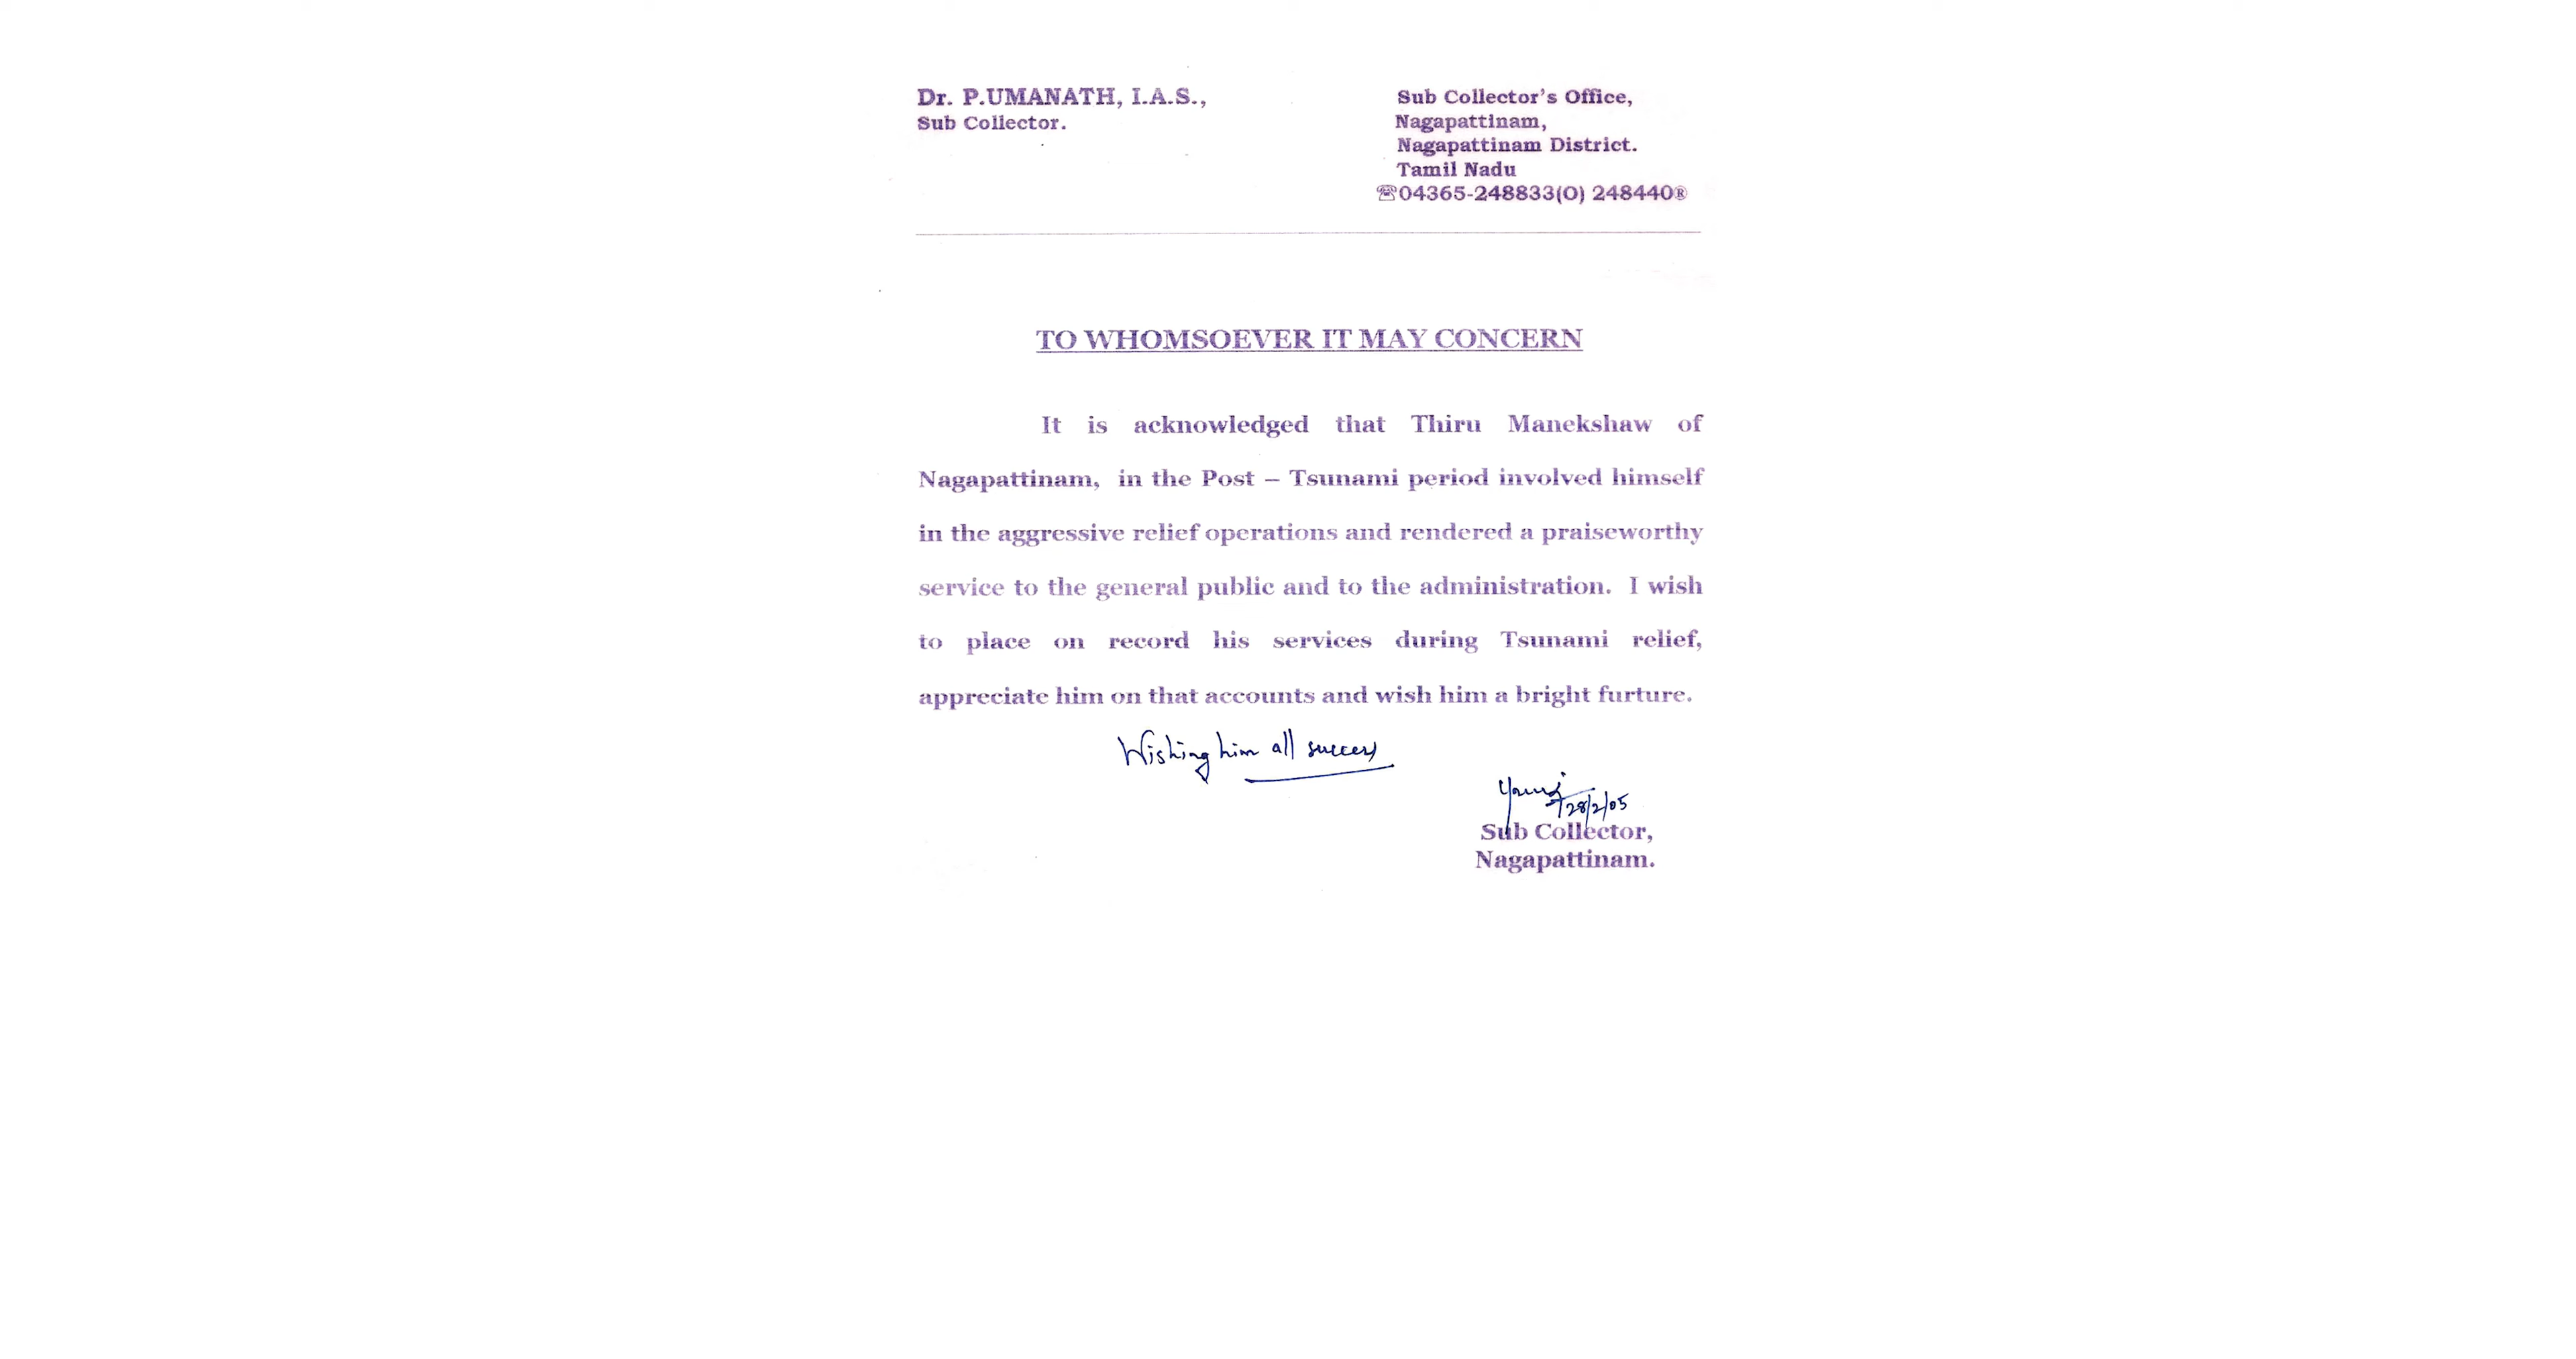 Dr. P.UMANATH, I.A.S.,
Sub Collector.
Sub Collector's Office,
Nagapattinam,
Nagapattinam District.
Tamil Nadu
☏04365-248833(O) 248440®
TO WHOMSOEVER IT MAY CONCERN
It is acknowledged that Thiru Manekshaw of
Nagapattinam, in the Post – Tsunami period involved himself
in the aggressive relief operations and rendered a praiseworthy
service to the general public and to the administration. I wish
to place on record his services during Tsunami relief,
appreciate him on that accounts and wish him a bright furture.
Wishing him all success
28/2/05
Sub Collector,
Nagapattinam.